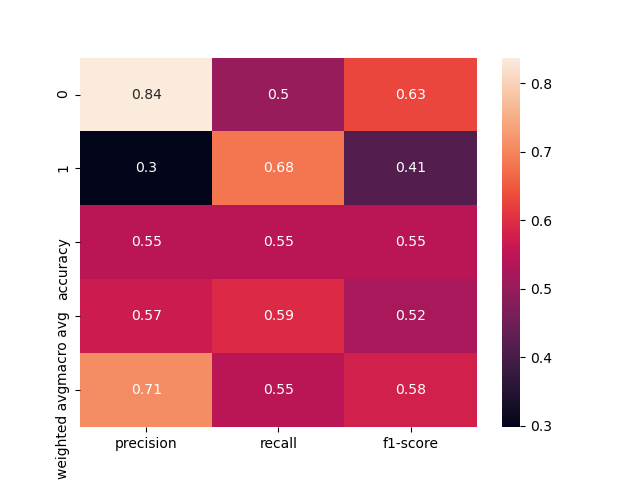 0
0.84 0.5 0.63
1
0.3 0.68 0.41
accuracy
0.55 0.55 0.55
macro avg
0.57 0.59 0.52
weighted avg
0.71 0.55 0.58
precision recall f1-score
0.8
0.7
0.6
0.5
0.4
0.3